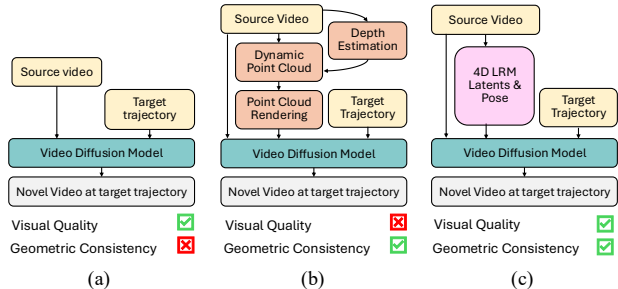 Source video
Target
trajectory
Video Diffusion Model
Novel Video at target trajectory
Visual Quality
Geometric Consistency
(a)
Source Video
Depth
Estimation
Dynamic
Point Cloud
Point Cloud
Rendering
Target
Trajectory
Video Diffusion Model
Novel Video at target trajectory
Visual Quality
Geometric Consistency
(b)
Source Video
4D LRM
Latents &
Pose
Target
Trajectory
Video Diffusion Model
Novel Video at target trajectory
Visual Quality
Geometric Consistency
(c)